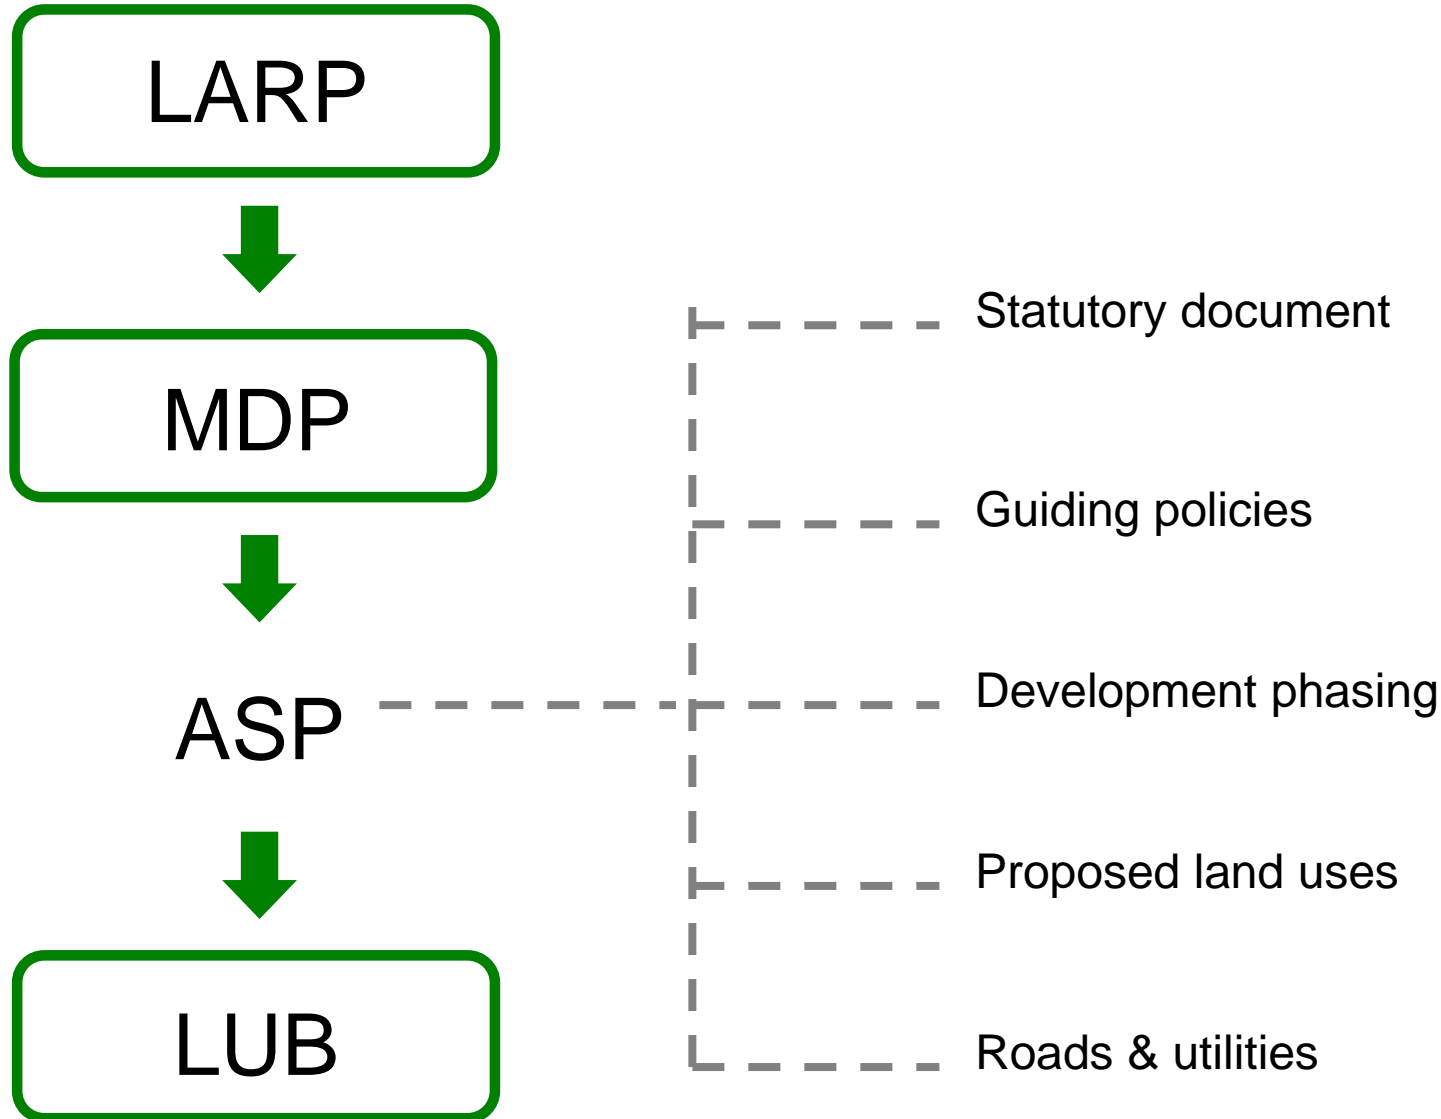 LARP
MDP
ASP
LUB
Statutory document
Guiding policies
Development phasing
Proposed land uses
Roads & utilities